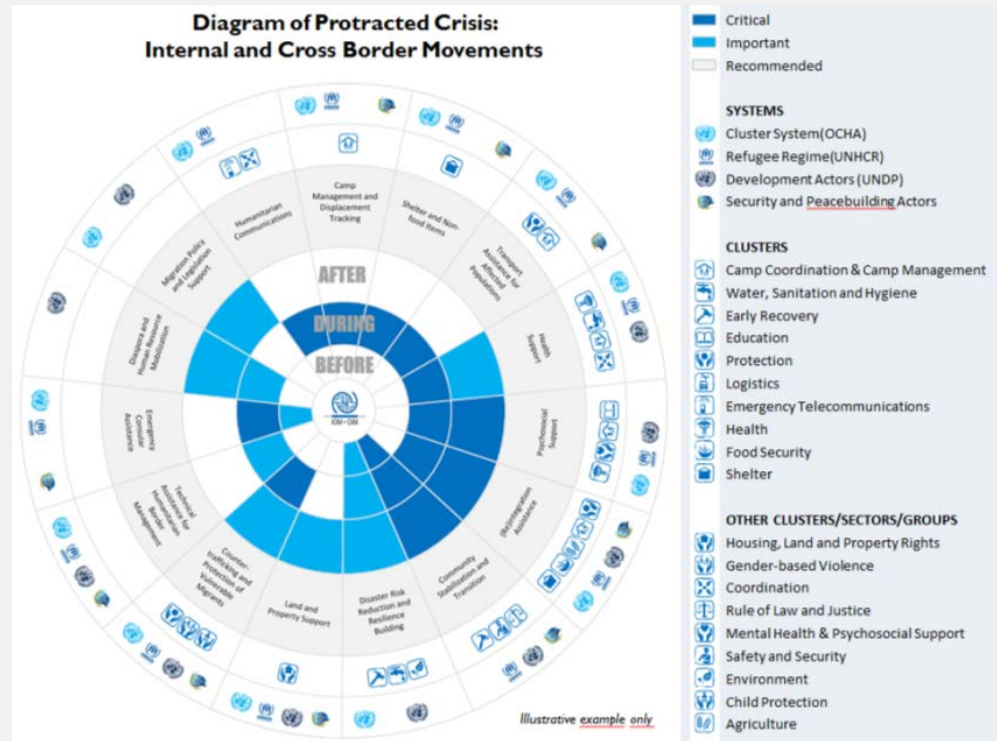 Diagram of Protracted Crisis:
Internal and Cross Border Movements
Camp
Management and
Displacement
Tracking
Shelter and Non-
food Items
Transport
Assistance for
Affected
Populations
Health
Support
Psychosocial
Support
(Re)integration
Assistance
Community
Stabilization and
Transition
Disaster Risk
Reduction and
Resilience
Building
Land and
Property Support
Counter-
trafficking and
Protection of
Vulnerable
Migrants
Technical
Assistance for
Humanitarian
Border
Management
Emergency
Consular
Assistance
Diaspora and
Human Resource
Mobilization
Migration Policy
and Legislation
Support
Humanitarian
Communications
AFTER
DURING
BEFORE
IOM•OIM
Illustrative example only
Critical
Important
Recommended
SYSTEMS
Cluster System(OCHA)
Refugee Regime(UNHCR)
Development Actors (UNDP)
Security and Peacebuilding Actors
CLUSTERS
Camp Coordination & Camp Management
Water, Sanitation and Hygiene
Early Recovery
Education
Protection
Logistics
Emergency Telecommunications
Health
Food Security
Shelter
OTHER CLUSTERS/SECTORS/GROUPS
Housing, Land and Property Rights
Gender-based Violence
Coordination
Rule of Law and Justice
Mental Health & Psychosocial Support
Safety and Security
Environment
Child Protection
Agriculture